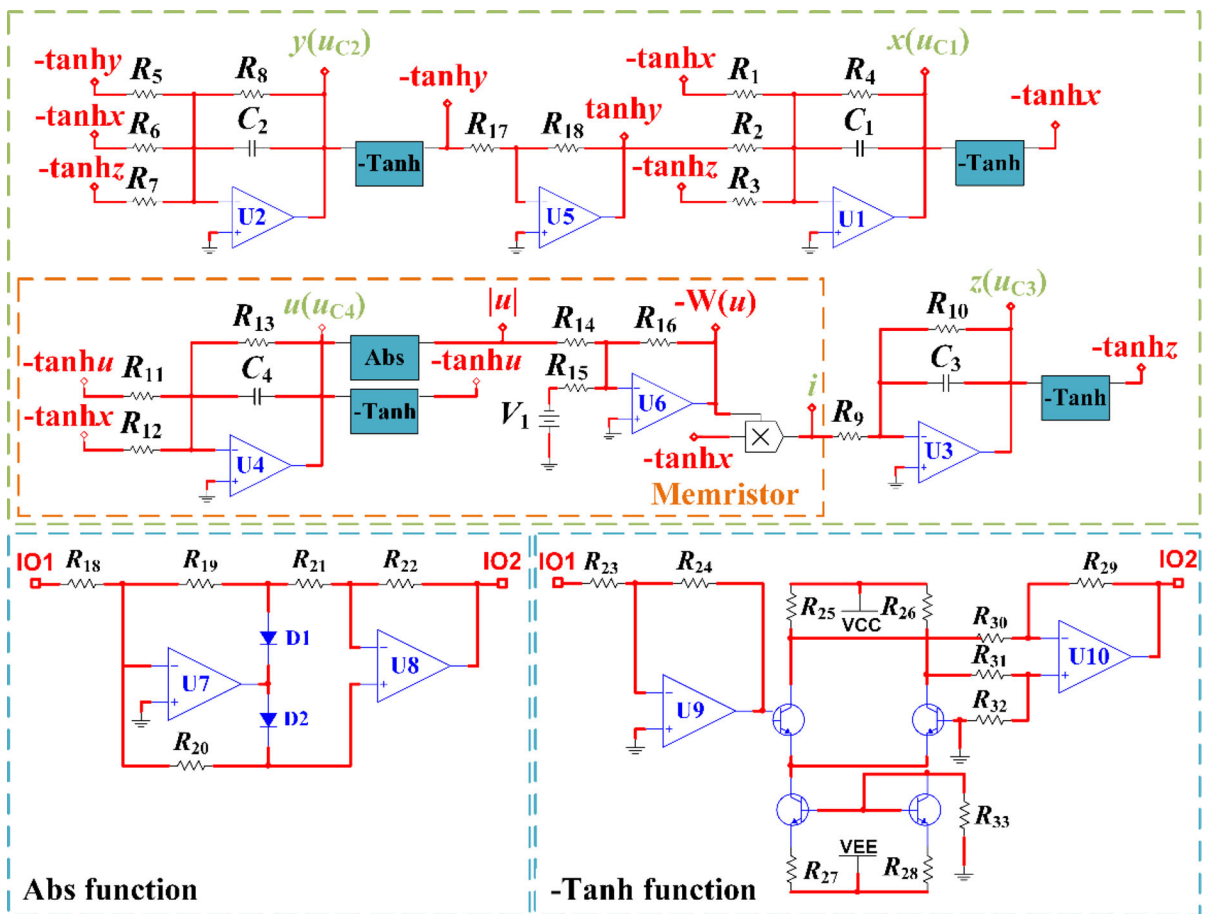 y(uC2)
x(uC1)
-tanhy
R5
R8
-tanhy
-tanhx
R1
R4
-tanhx
-tanhx
R6
C2
R17
R18
tanhy
R2
C1
-tanhz
R7
-Tanh
-tanhz
R3
-Tanh
U2
U5
U1
u(uC4)
|u|
-W(u)
z(uC3)
R13
R14
R16
R10
-tanhu
R11
Abs
-tanhu
R15
i
C3
-tanhz
C4
-tanhx
R12
-Tanh
V1
U6
R9
-Tanh
U4
-tanhx
×
U3
Memristor
IO1
R18
R19
R21
R22
IO2
D1
U7
U8
D2
R20
Abs function
IO1
R23
R24
R25
R26
VCC
R29
IO2
R30
R31
U10
U9
R32
R33
VEE
R27
R28
-Tanh function